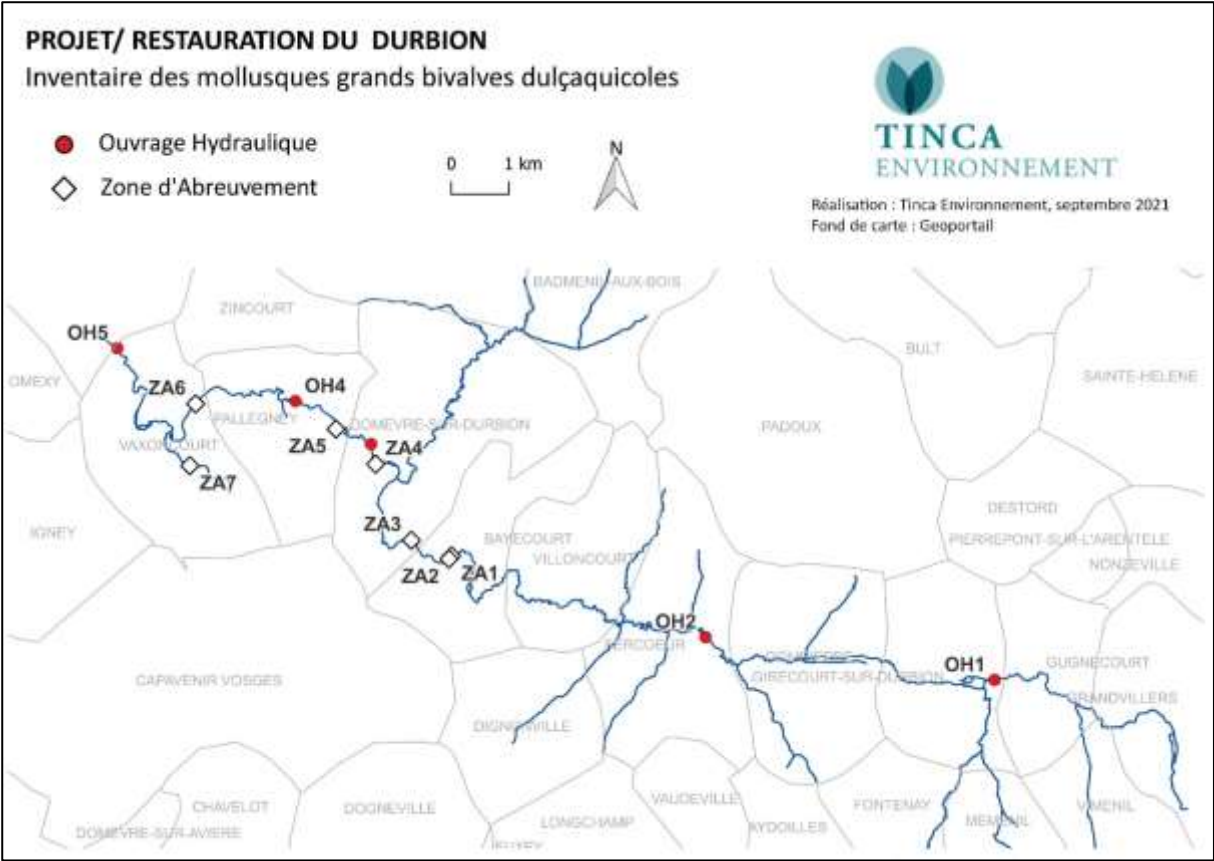 PROJET/ RESTAURATION DU DURBION
Inventaire des mollusques grands bivalves dulçaquicoles
Ouvrage Hydraulique
Zone d'Abreuvement
0 1 km
N
TINCA
ENVIRONNEMENT
Réalisation : Tinca Environnement, septembre 2021
Fond de carte : Geoportail
BADMENIL-AUX-BOIS
ZINCOURT
OH5
BULT
OMEXY
SAINTE-HELENE
ZA6
OH4
PALLEGNEY
DOMEVRE-SUR-DURBION
PADOUX
ZA5
ZA4
VAXONCOURT
ZA7
DESTORD
IGNEY
ZA3
BAYECOURT
PIERREPONT-SUR-L'ARENTELE
VILLONCOURT
NONZEVILLE
ZA2
ZA1
OH2
SERCOEUR
OH1
GUGNECOURT
GIRECOURT-SUR-DURBION
CAPAVENIR VOSGES
GRANDVILLERS
DIGNONVILLE
VAUDEVILLE
CHAVELOT
DOGNEVILLE
FONTENAY
VIMENIL
LONGCHAMP
MEMENIL
AYDOILLES
DOMEVRE-SUR-AVIERE